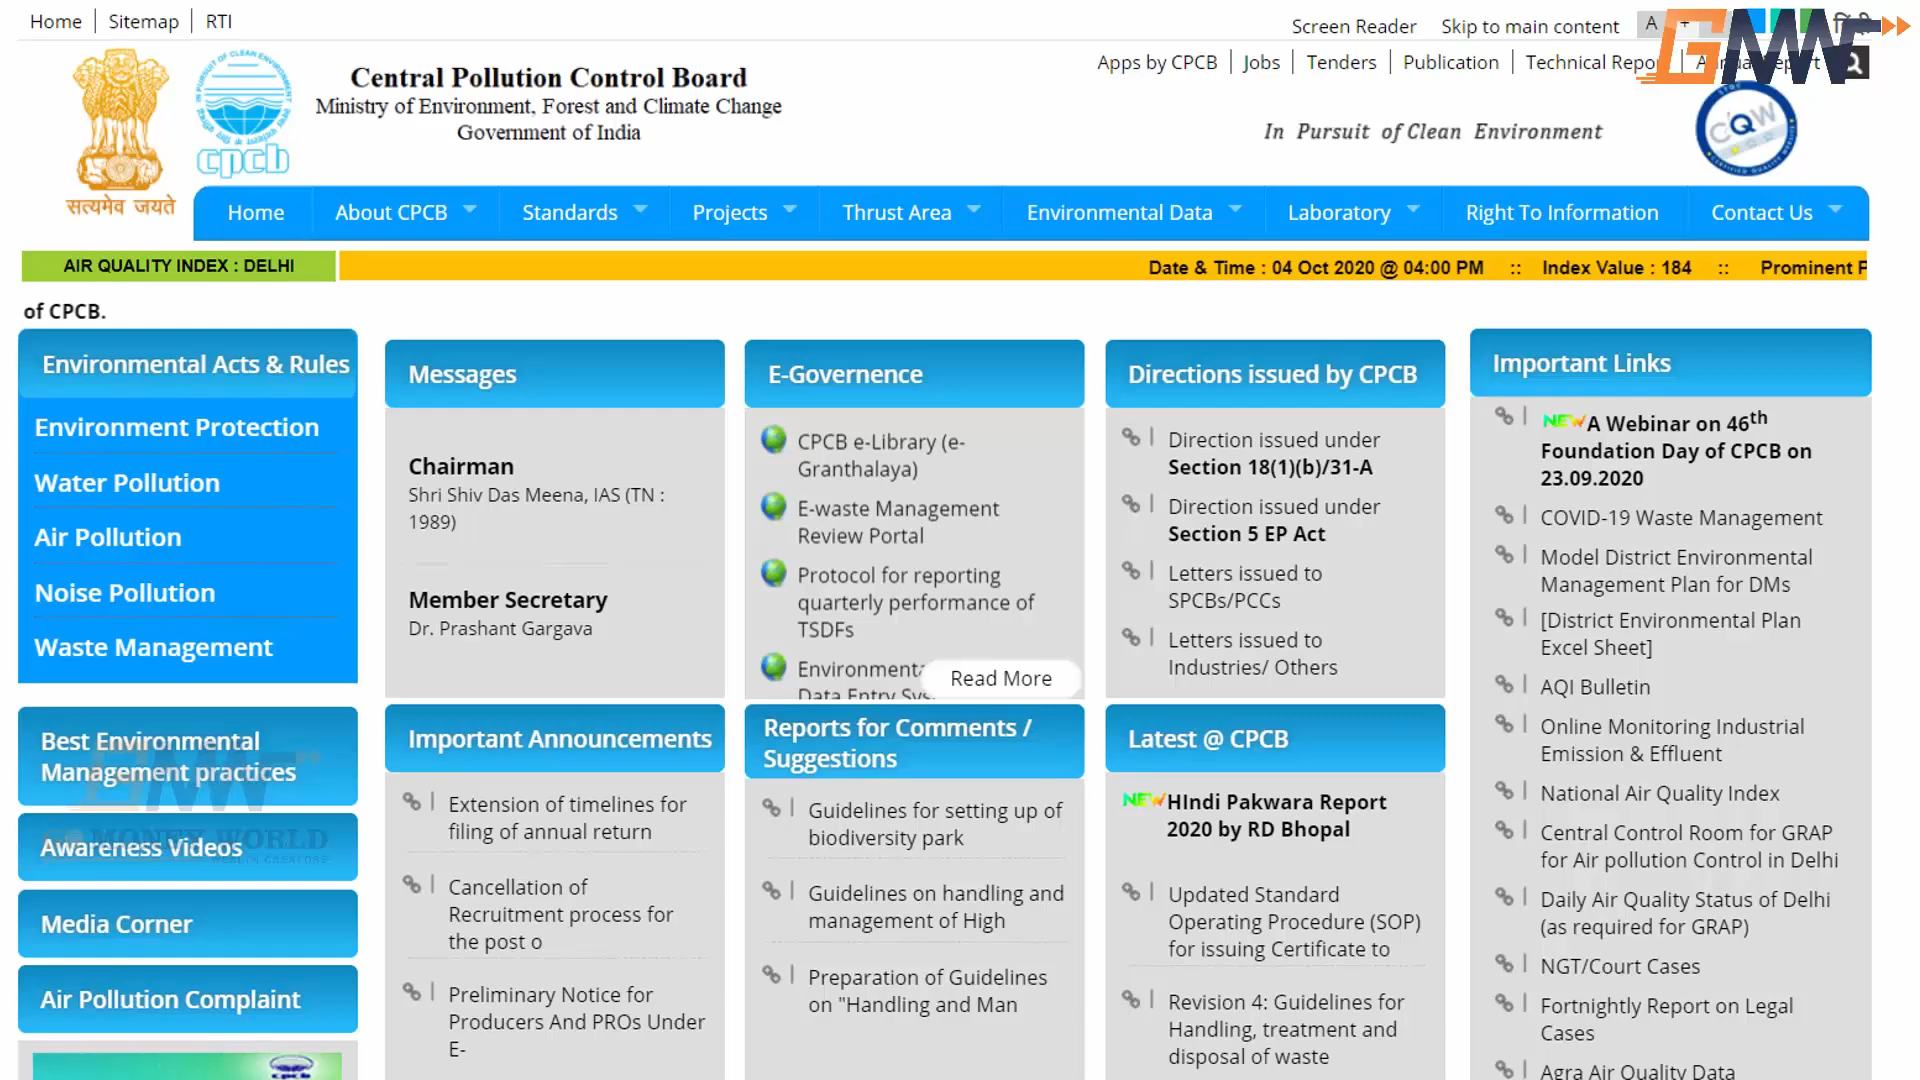 Home
Sitemap
RTI
Screen Reader
Skip to main content
A
+
Apps by CPCB
Jobs
Tenders
Publication
Technical Repo
GMW
Central Pollution Control Board
Ministry of Environment, Forest and Climate Change
Government of India
cpcb
सत्यमेव जयते
In Pursuit of Clean Environment
CQW
Home
About CPCB
Standards
Projects
Thrust Area
Environmental Data
Laboratory
Right To Information
Contact Us
AIR QUALITY INDEX : DELHI
Date & Time : 04 Oct 2020 @ 04:00 PM :: Index Value : 184 :: Prominent P
of CPCB.
Environmental Acts & Rules
Environment Protection
Water Pollution
Air Pollution
Noise Pollution
Waste Management
Best Environmental
Management practices
Awareness Videos
Media Corner
Air Pollution Complaint
cpcb
Messages
Chairman
Shri Shiv Das Meena, IAS (TN :
1989)
Member Secretary
Dr. Prashant Gargava
Important Announcements
Extension of timelines for
filing of annual return
Cancellation of
Recruitment process for
the post o
Preliminary Notice for
Producers And PROs Under
E-
E-Governence
CPCB e-Library (e-
Granthalaya)
E-waste Management
Review Portal
Protocol for reporting
quarterly performance of
TSDFs
Environmenta
Data Entry Sys
Read More
Reports for Comments /
Suggestions
Guidelines for setting up of
biodiversity park
Guidelines on handling and
management of High
Preparation of Guidelines
on "Handling and Man
Directions issued by CPCB
Direction issued under
Section 18(1)(b)/31-A
Direction issued under
Section 5 EP Act
Letters issued to
SPCBs/PCCs
Letters issued to
Industries/ Others
Latest @ CPCB
NEW HIndi Pakwara Report
2020 by RD Bhopal
Updated Standard
Operating Procedure (SOP)
for issuing Certificate to
Revision 4: Guidelines for
Handling, treatment and
disposal of waste
Important Links
NEW A Webinar on 46th
Foundation Day of CPCB on
23.09.2020
COVID-19 Waste Management
Model District Environmental
Management Plan for DMs
[District Environmental Plan
Excel Sheet]
AQI Bulletin
Online Monitoring Industrial
Emission & Effluent
National Air Quality Index
Central Control Room for GRAP
for Air pollution Control in Delhi
Daily Air Quality Status of Delhi
(as required for GRAP)
NGT/Court Cases
Fortnightly Report on Legal
Cases
Agra Air Quality Data